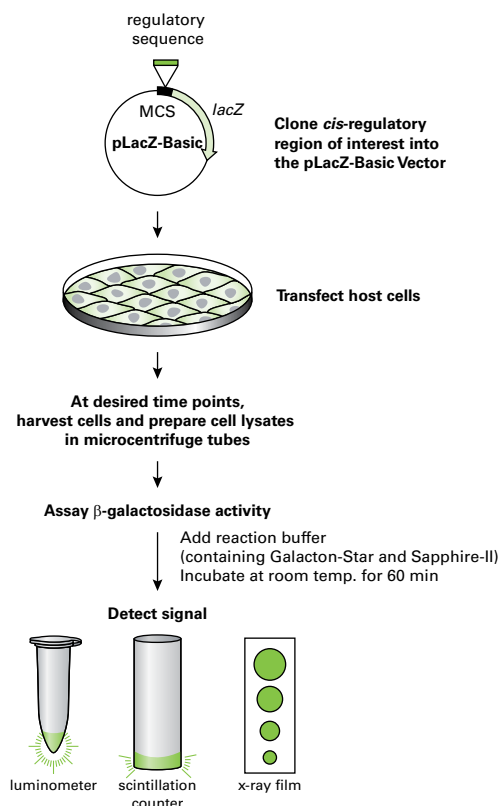 regulatory
sequence
MCS
lacZ
pLacZ-Basic
Clone cis-regulatory
region of interest into
the pLacZ-Basic Vector
Transfect host cells
At desired time points,
harvest cells and prepare cell lysates
in microcentrifuge tubes
Assay β-galactosidase activity
Add reaction buffer
(containing Galacton-Star and Sapphire-II)
Incubate at room temp. for 60 min
Detect signal
luminometer
scintillation
counter
x-ray film